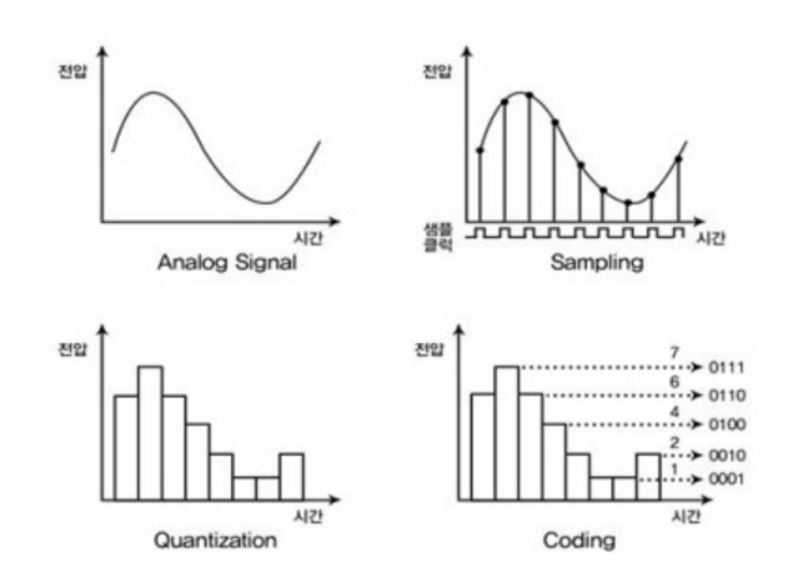 전압
시간
Analog Signal
전압
샘플
클럭
시간
Sampling
전압
시간
Quantization
전압
7
0111
6
0110
4
0100
2
0010
1
0001
시간
Coding